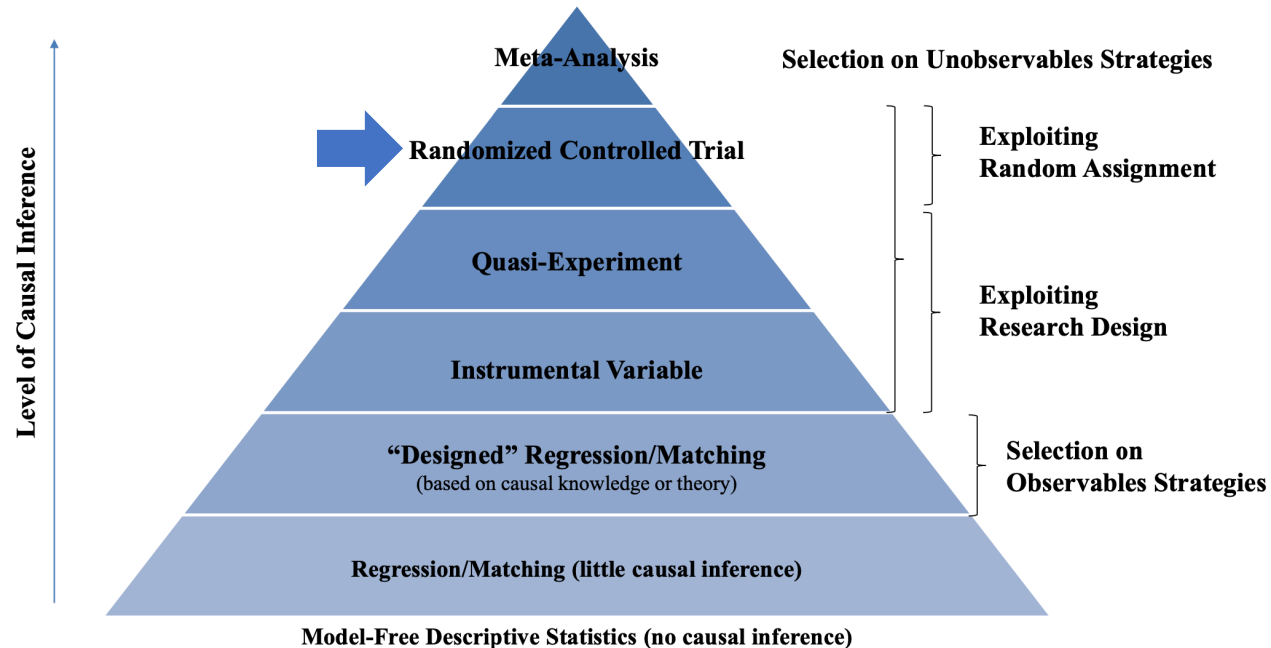 Meta-Analysis
Selection on Unobservables Strategies
Randomized Controlled Trial
Exploiting
Random Assignment
Quasi-Experiment
Exploiting
Research Design
Instrumental Variable
“Designed” Regression/Matching
(based on causal knowledge or theory)
Selection on
Observables Strategies
Regression/Matching (little causal inference)
Model-Free Descriptive Statistics (no causal inference)
Level of Causal Inference